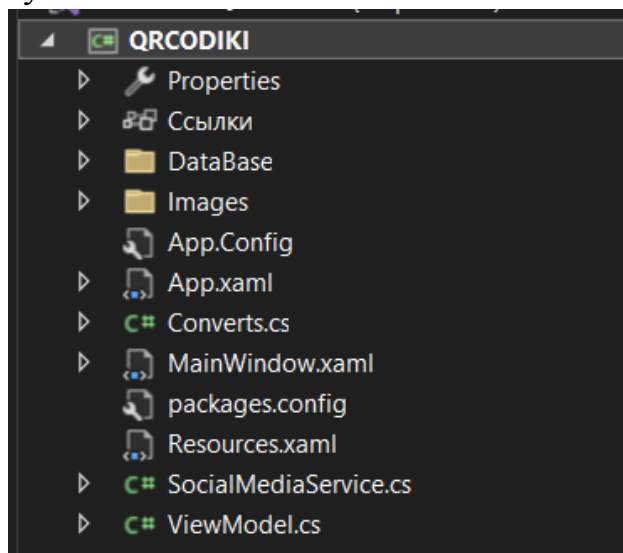 QRCODIKI
Properties
Ссылки
DataBase
Images
App.Config
App.xaml
Converts.cs
MainWindow.xaml
packages.config
Resources.xaml
SocialMediaService.cs
ViewModel.cs